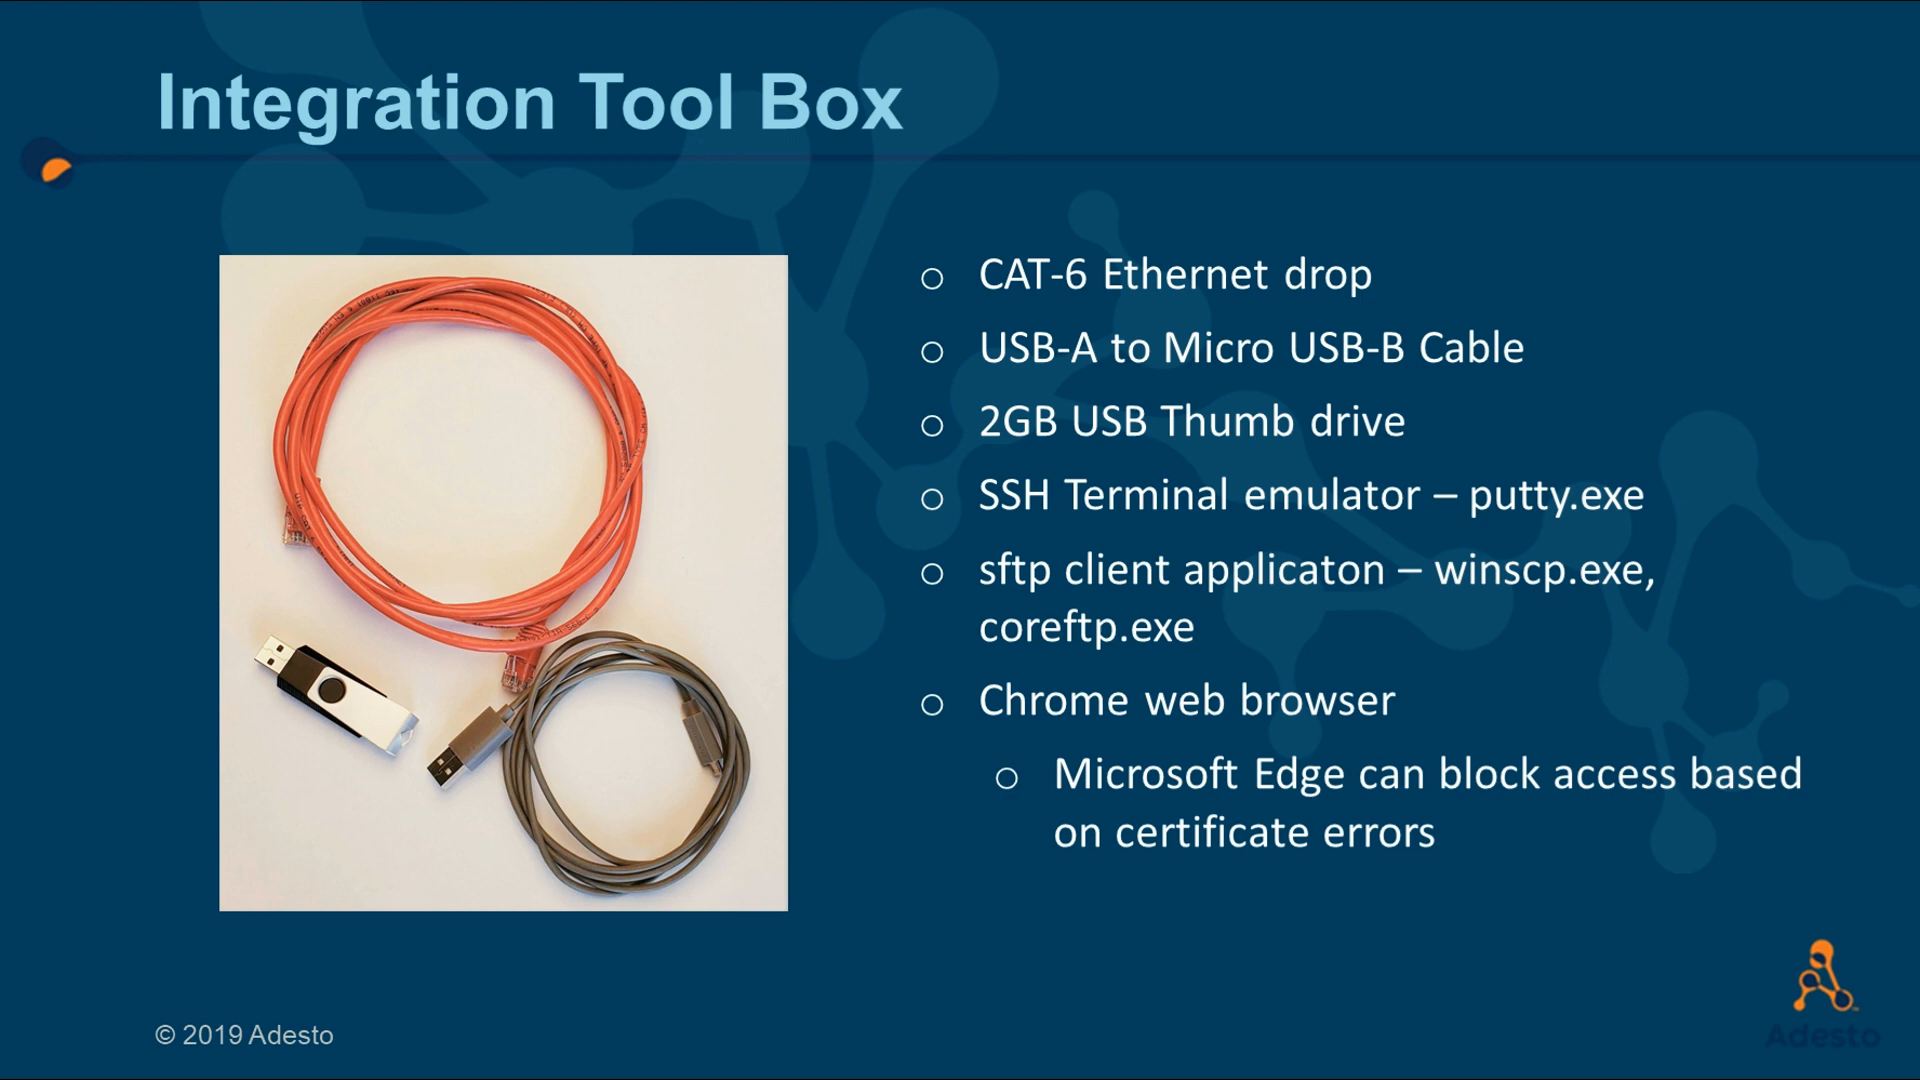 Integration Tool Box
o CAT-6 Ethernet drop
o USB-A to Micro USB-B Cable
o 2GB USB Thumb drive
o SSH Terminal emulator – putty.exe
o sftp client applicaton – winscp.exe,
coreftp.exe
o Chrome web browser
o Microsoft Edge can block access based
on certificate errors
© 2019 Adesto
Adesto